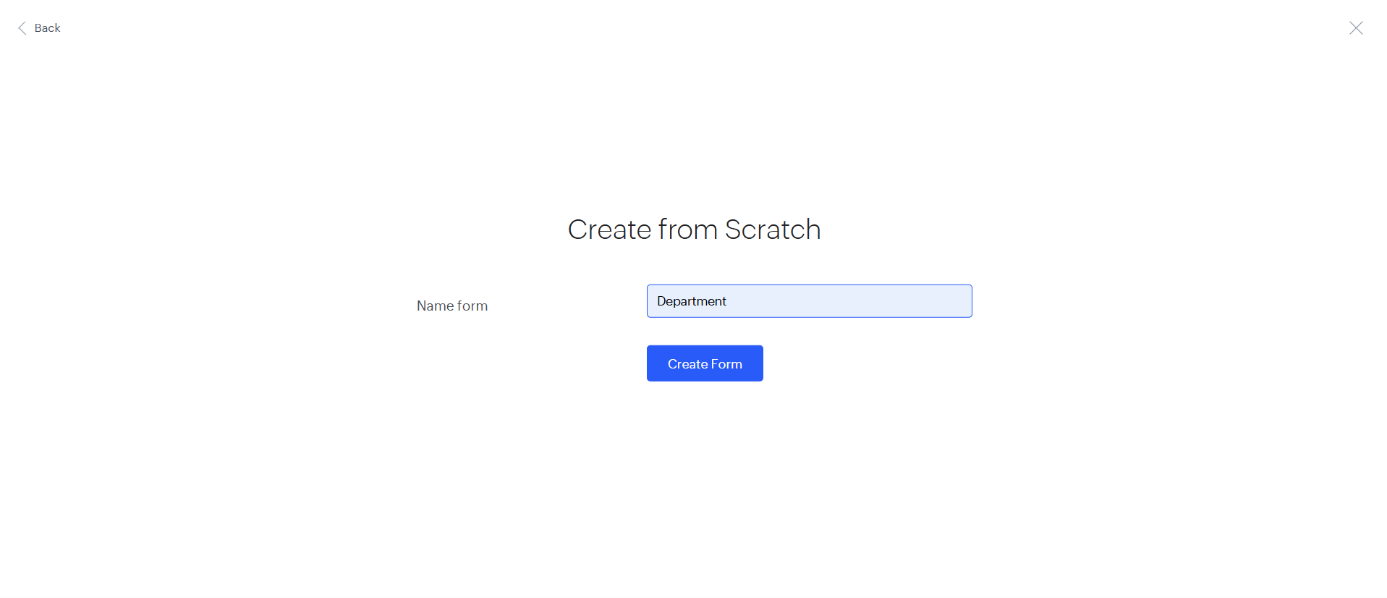 Back
Create from Scratch
Name form
Department
Create Form